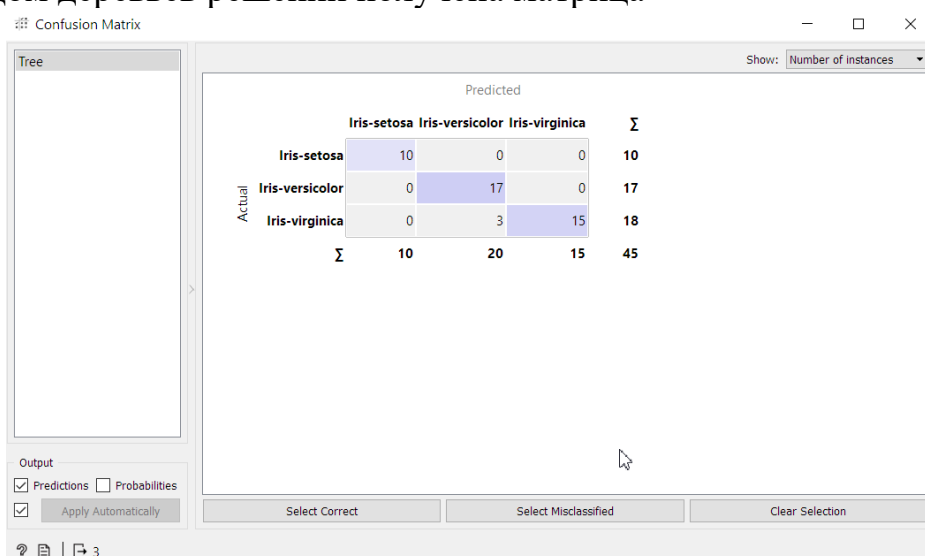 Confusion Matrix
Tree
Show: Number of instances
Predicted
Iris-setosa Iris-versicolor Iris-virginica Σ
Iris-setosa 10 0 0 10
Actual
Iris-versicolor 0 17 0 17
Iris-virginica 0 3 15 18
Σ 10 20 15 45
>
Output
Predictions Probabilities
Apply Automatically
Select Correct Select Misclassified Clear Selection
? 3